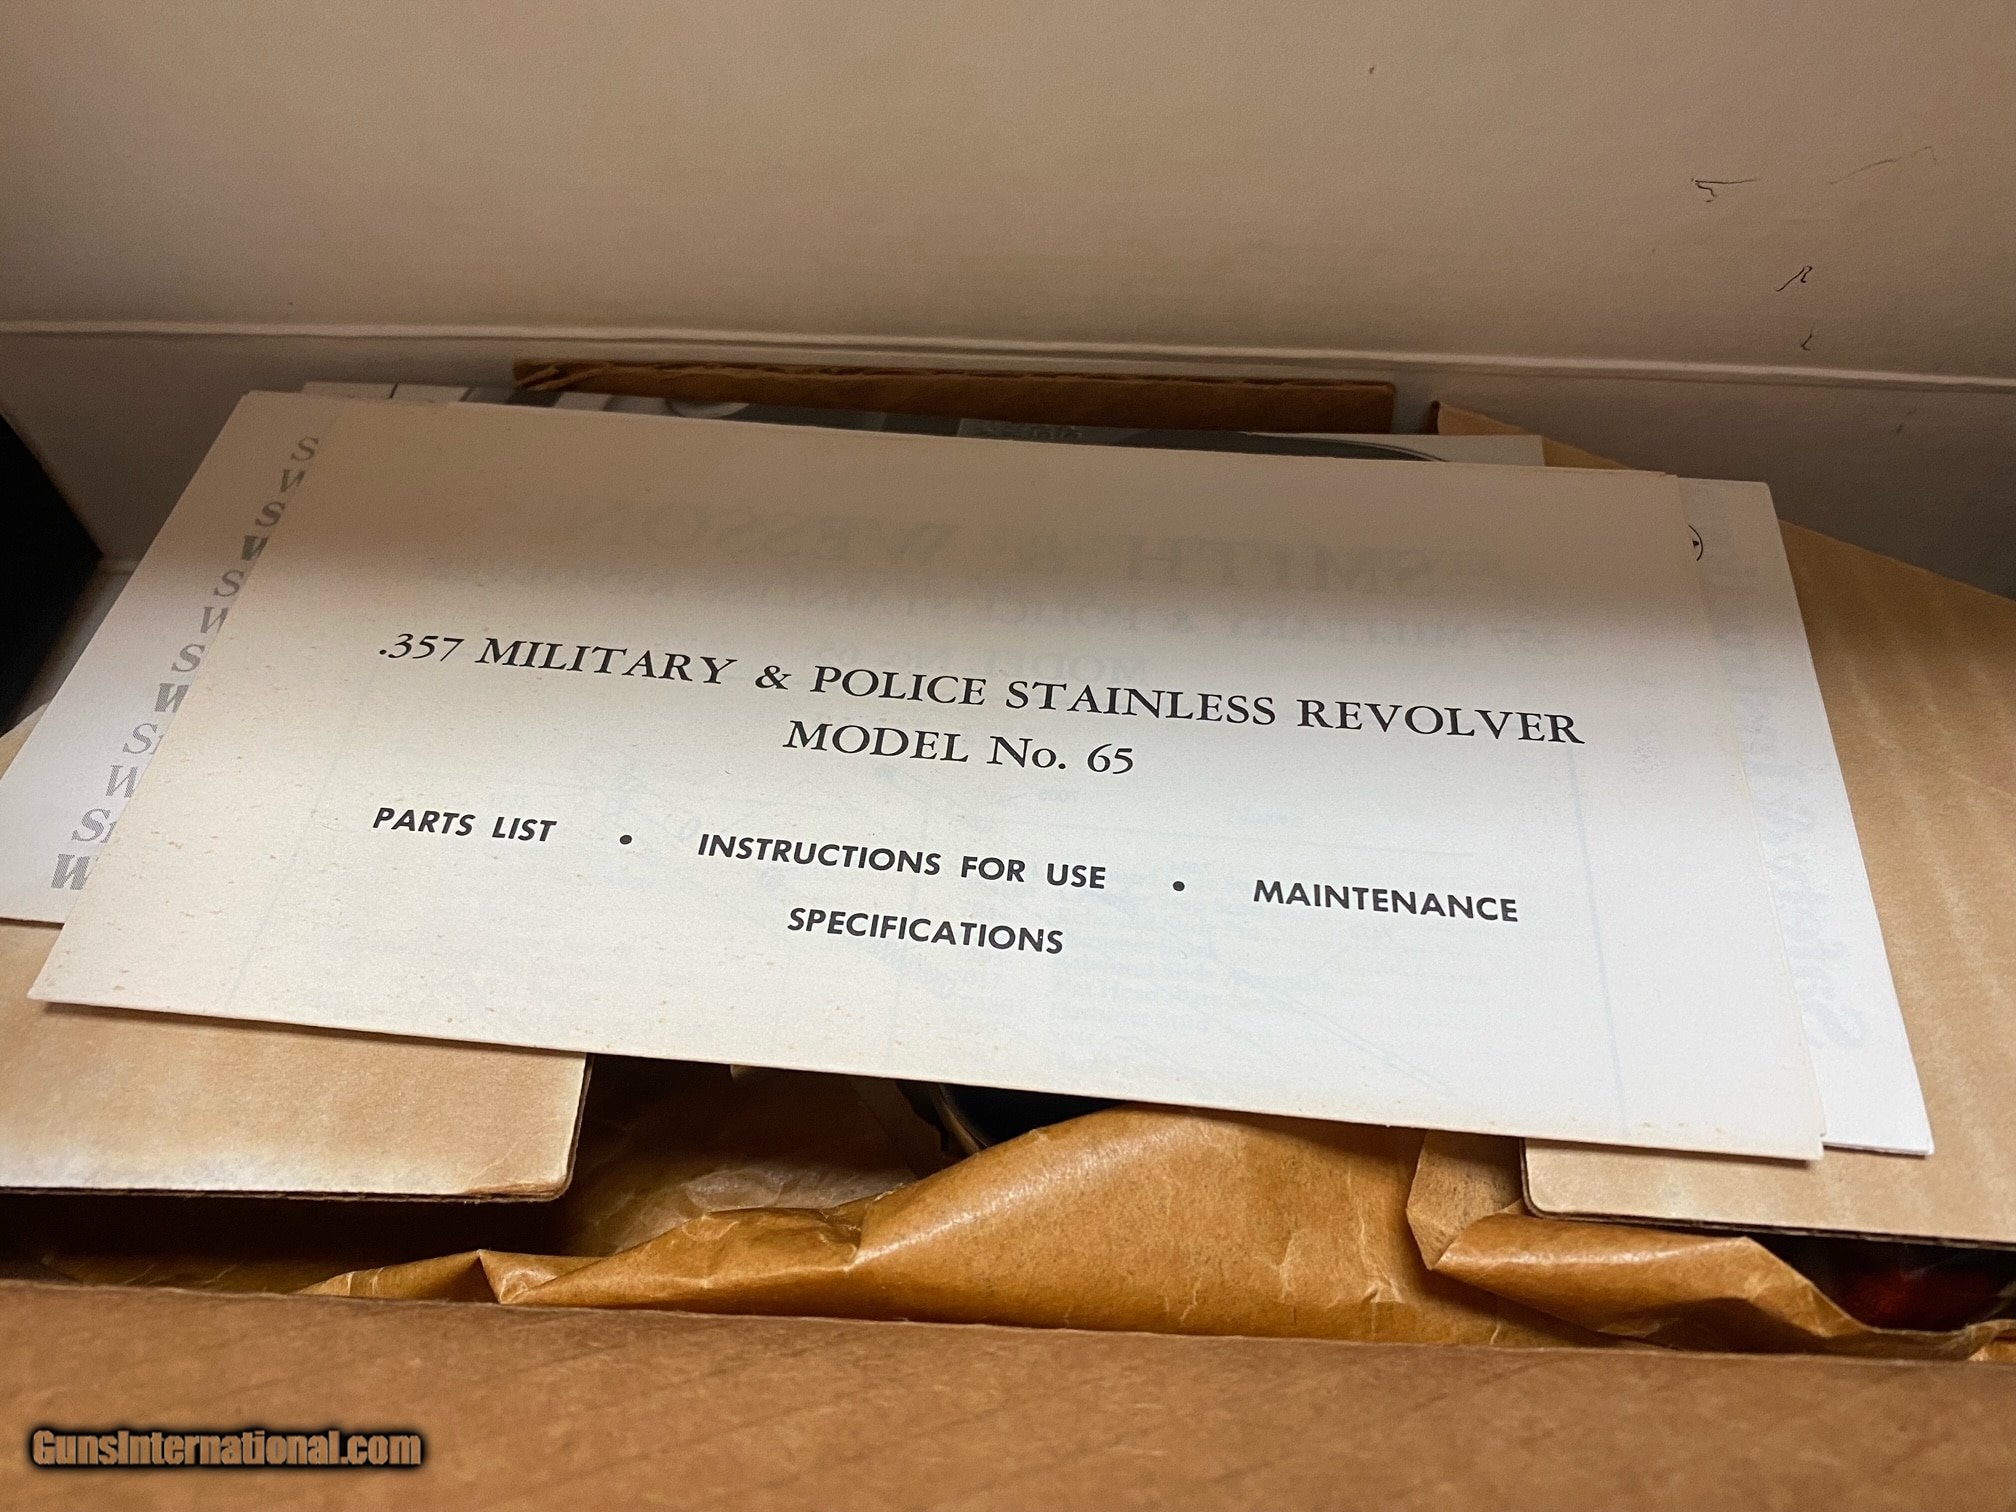 .357 MILITARY & POLICE STAINLESS REVOLVER
MODEL No. 65
PARTS LIST • INSTRUCTIONS FOR USE • MAINTENANCE
SPECIFICATIONS
GunsInternational.com